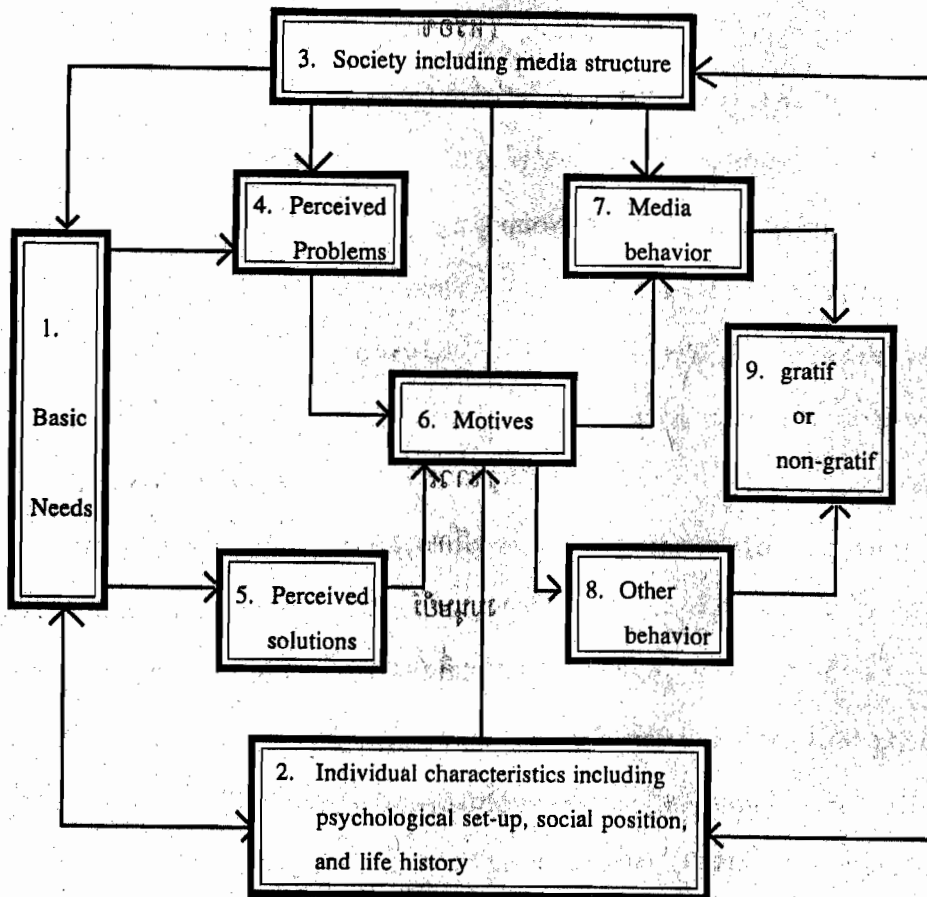 3. Society including media structure
4. Perceived
Problems
7. Media
behavior
1.
Basic
Needs
9. gratif
or
non-gratif
6. Motives
5. Perceived
solutions
8. Other
behavior
2. Individual characteristics including
psychological set-up, social position,
and life history